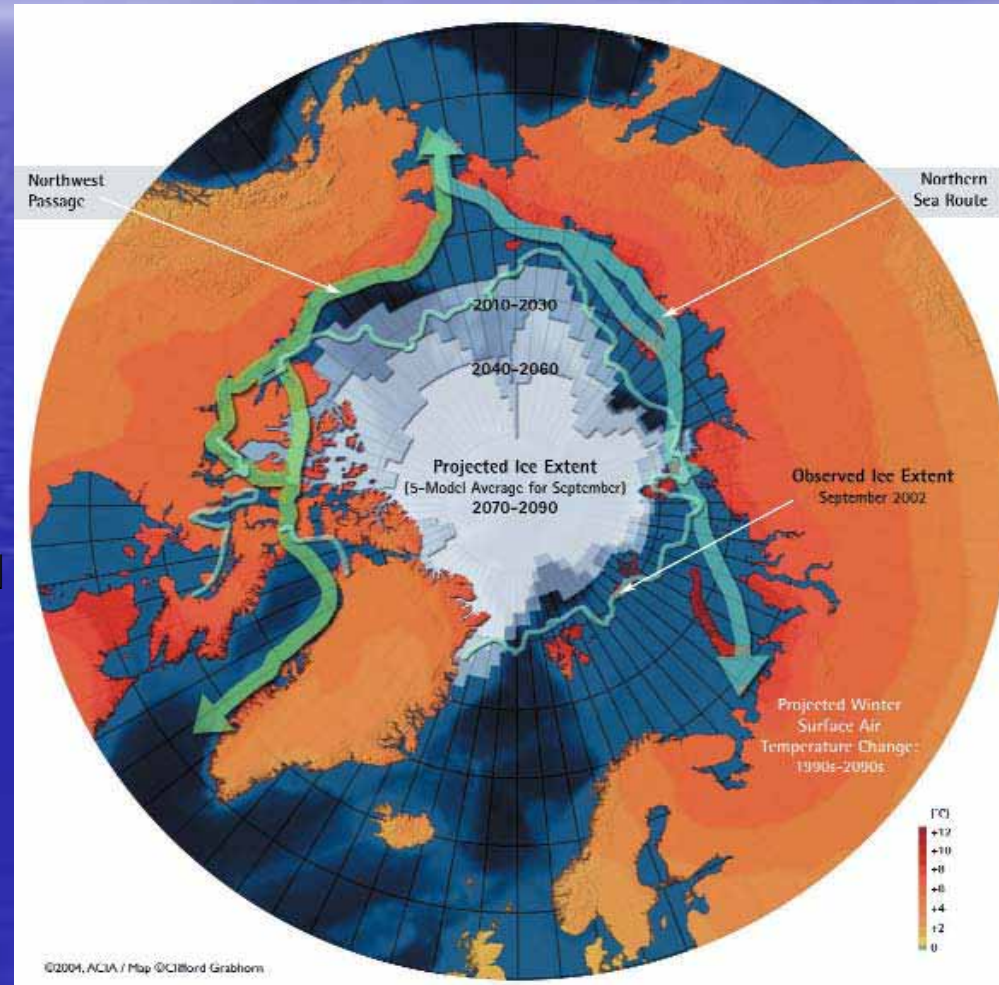 Northwest
Passage
Northern
Sea Route
2010-2030
2040-2060
Projected Ice Extent
(5-Model Average for September)
2070-2090
Observed Ice Extent
September 2002
Projected Winter
Surface Air
Temperature Change:
1990s-2090s
(°C)
+12
+10
+8
+6
+4
+2
0
©2004, ACIA / Map ©Clifford Grabhorn